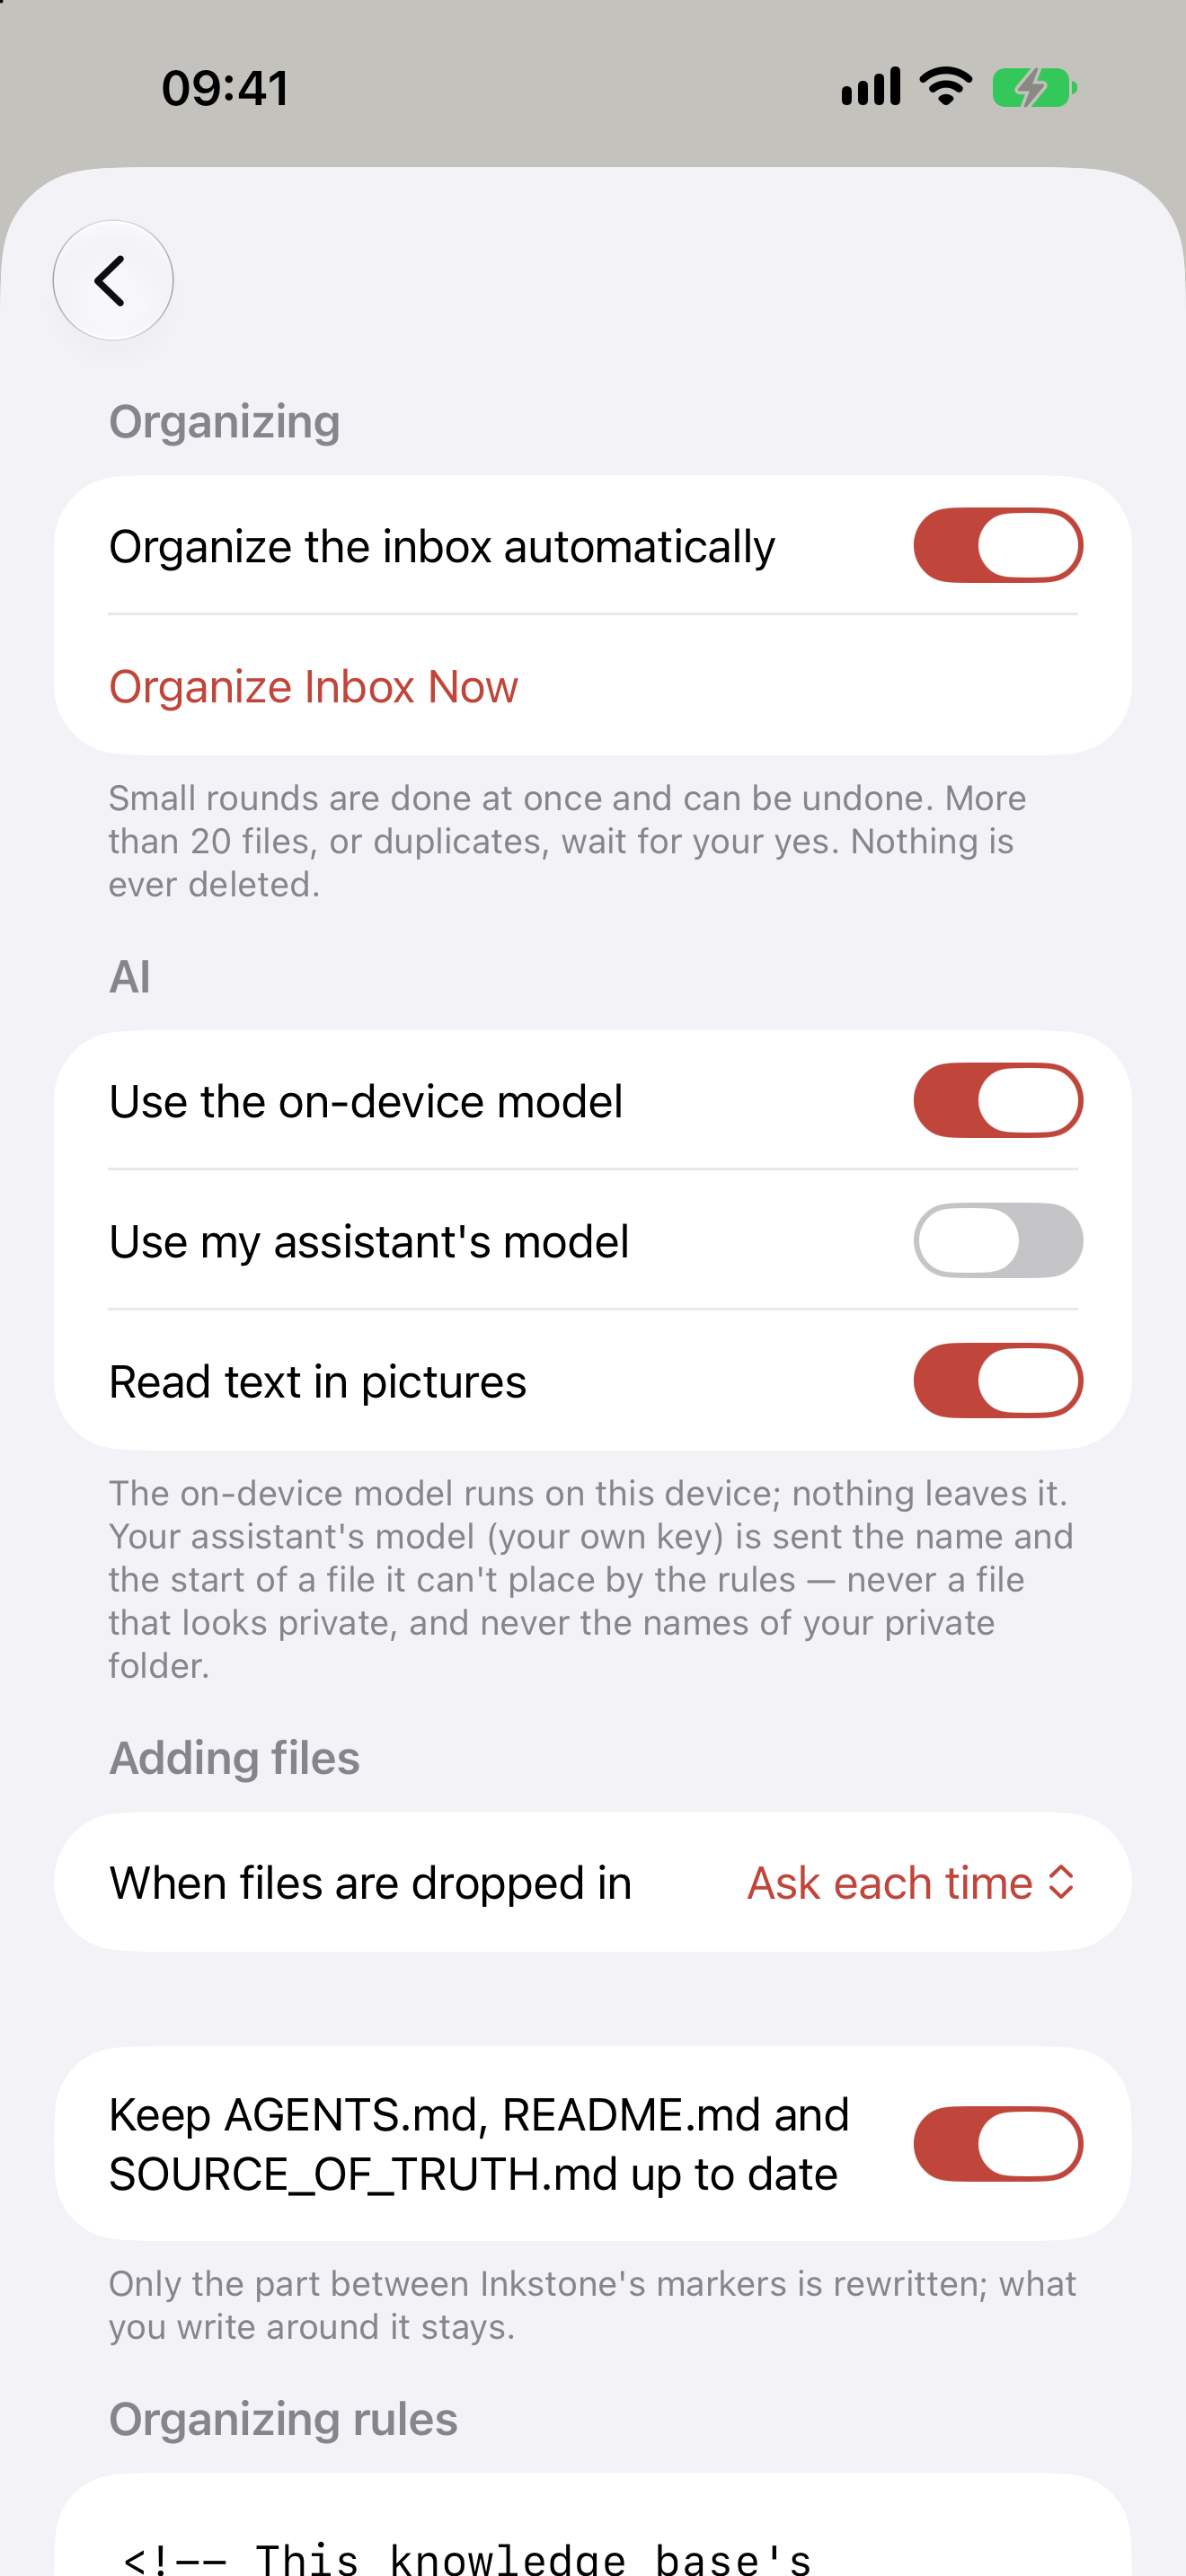 09:41
Organizing
Organize the inbox automatically
Organize Inbox Now
Small rounds are done at once and can be undone. More
than 20 files, or duplicates, wait for your yes. Nothing is
ever deleted.
AI
Use the on-device model
Use my assistant's model
Read text in pictures
The on-device model runs on this device; nothing leaves it.
Your assistant's model (your own key) is sent the name and
the start of a file it can't place by the rules — never a file
that looks private, and never the names of your private
folder.
Adding files
When files are dropped in Ask each time
Keep AGENTS.md, README.md and
SOURCE_OF_TRUTH.md up to date
Only the part between Inkstone's markers is rewritten; what
you write around it stays.
Organizing rules
<!-- This knowledge base's